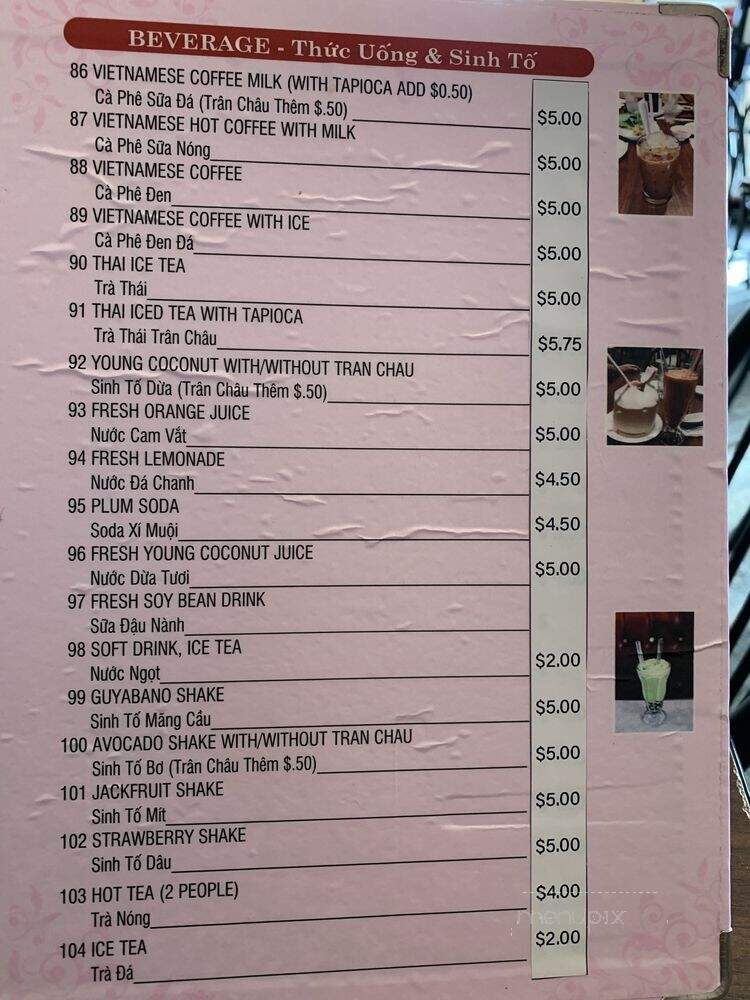 BEVERAGE - Thức Uống & Sinh Tố
86 VIETNAMESE COFFEE MILK (WITH TAPIOCA ADD $0.50)
Cà Phê Sữa Đá (Trân Châu Thêm $.50) $5.00
87 VIETNAMESE HOT COFFEE WITH MILK
Cà Phê Sữa Nóng $5.00
88 VIETNAMESE COFFEE
Cà Phê Đen $5.00
89 VIETNAMESE COFFEE WITH ICE
Cà Phê Đen Đá $5.00
90 THAI ICE TEA
Trà Thái $5.00
91 THAI ICED TEA WITH TAPIOCA
Trà Thái Trân Châu $5.75
92 YOUNG COCONUT WITH/WITHOUT TRAN CHAU
Sinh Tố Dừa (Trân Châu Thêm $.50) $5.00
93 FRESH ORANGE JUICE
Nước Cam Vắt $5.00
94 FRESH LEMONADE
Nước Đá Chanh $4.50
95 PLUM SODA
Soda Xí Muội $4.50
96 FRESH YOUNG COCONUT JUICE
Nước Dừa Tươi $5.00
97 FRESH SOY BEAN DRINK
Sữa Đậu Nành
98 SOFT DRINK, ICE TEA
Nước Ngọt $2.00
99 GUYABANO SHAKE
Sinh Tố Mãng Cầu $5.00
100 AVOCADO SHAKE WITH/WITHOUT TRAN CHAU
Sinh Tố Bơ (Trân Châu Thêm $.50) $5.00
101 JACKFRUIT SHAKE
Sinh Tố Mít $5.00
102 STRAWBERRY SHAKE
Sinh Tố Dâu $5.00
103 HOT TEA (2 PEOPLE) $4.00
Trà Nóng
104 ICE TEA $2.00
Trà Đá
menupix